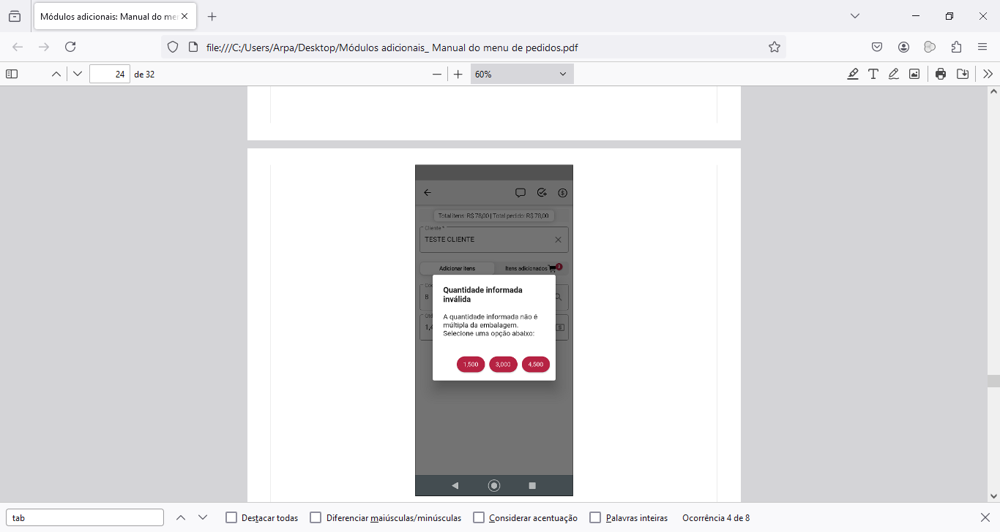 Módulos adicionais: Manual do me
file:///C:/Users/Arpa/Desktop/Módulos adicionais_ Manual do menu de pedidos.pdf
24 de 32
60%
Total itens: R$ 78,00 | Total pedido: R$ 78,00
Cliente *
TESTE CLIENTE
Adicionar itens
Itens adicionados
3
B
1,4
Quantidade informada
inválida
A quantidade informada não é
múltipla da embalagem.
Selecione uma opção abaixo:
1,500 3,000 4,500
tab
Destacar todas
Diferenciar maiúsculas/minúsculas
Considerar acentuação
Palavras inteiras
Ocorrência 4 de 8